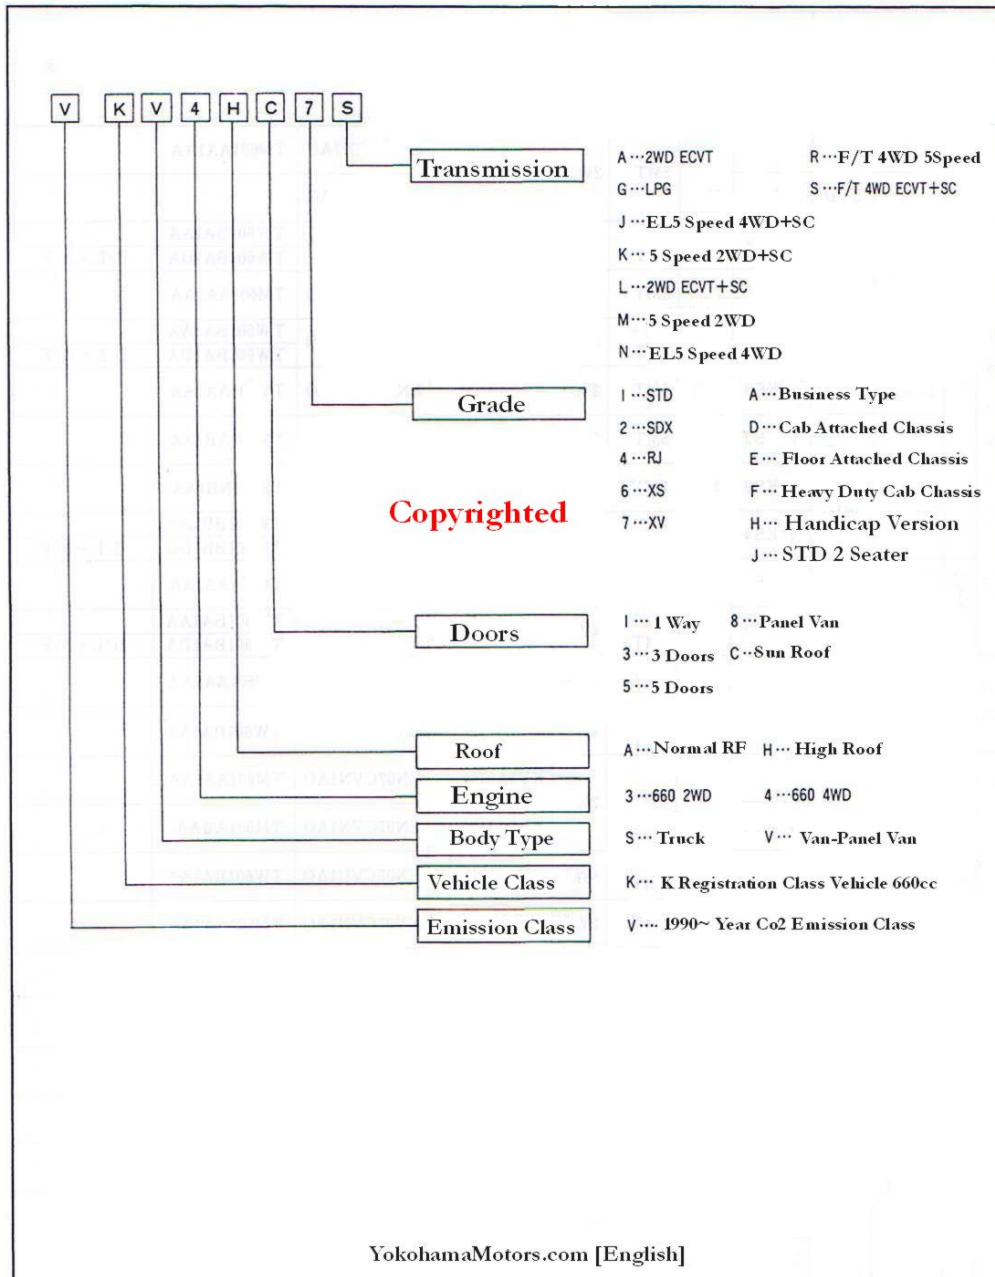 V K V 4 H C 7 S
Transmission A···2WD ECVT R···F/T 4WD 5Speed
G···LPG S···F/T 4WD ECVT+SC
J···EL5 Speed 4WD+SC
K···5 Speed 2WD+SC
L···2WD ECVT+SC
M···5 Speed 2WD
N···EL5 Speed 4WD
Grade 1···STD A···Business Type
2···SDX D···Cab Attached Chassis
4···RJ E···Floor Attached Chassis
6···XS F···Heavy Duty Cab Chassis
Copyrighted
7···XV H···Handicap Version
J···STD 2 Seater
Doors 1···1 Way 8···Panel Van
3···3 Doors C··Sun Roof
5···5 Doors
Roof A···Normal RF H···High Roof
Engine 3···660 2WD 4···660 4WD
Body Type S···Truck V···Van-Panel Van
Vehicle Class K···K Registration Class Vehicle 660cc
Emission Class V····1990~ Year Co2 Emission Class
YokohamaMotors.com [English]